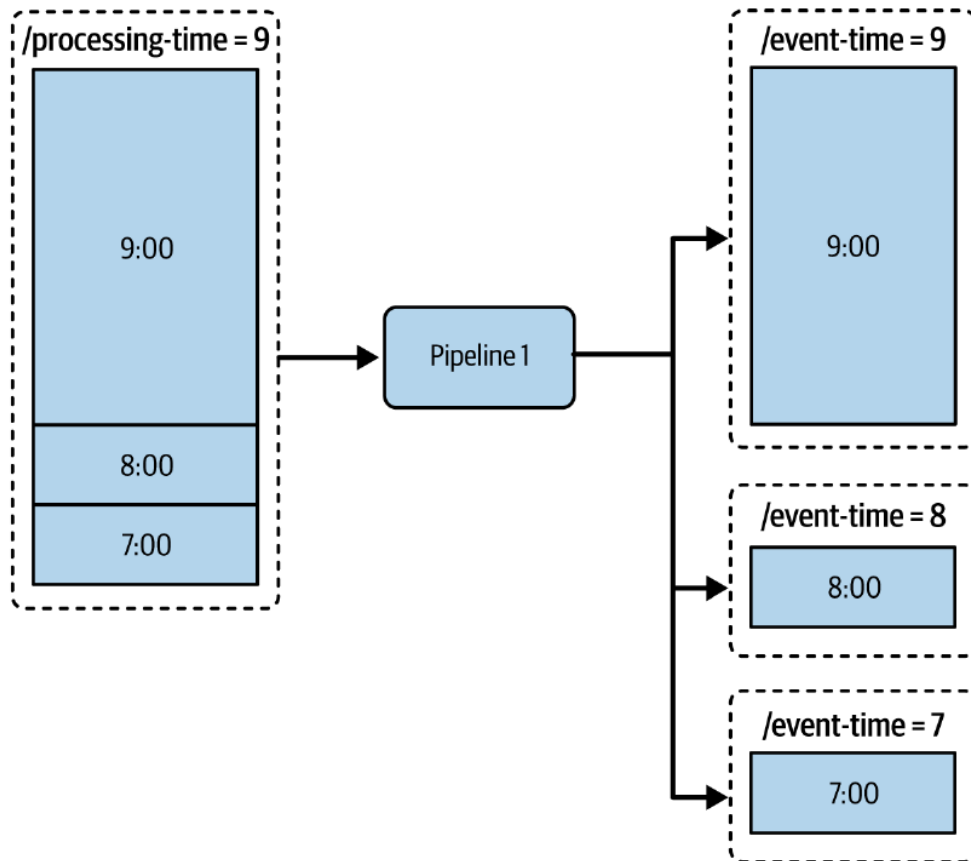 /processing-time = 9
9:00
8:00
7:00
Pipeline 1
/event-time = 9
9:00
/event-time = 8
8:00
/event-time = 7
7:00